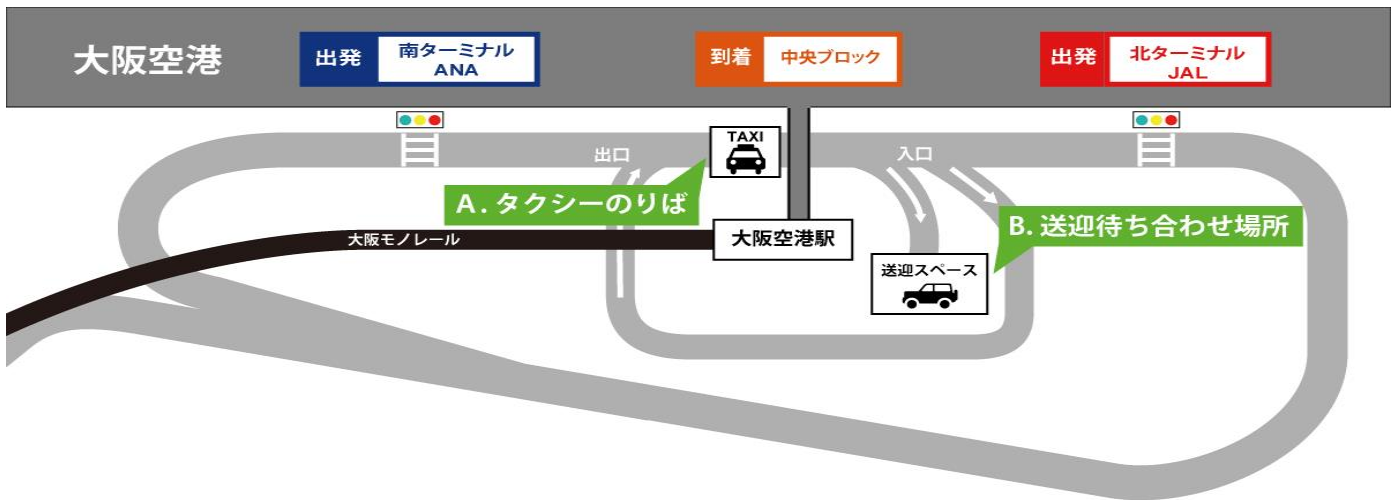 大阪空港
出発
南ターミナル
ANA
到着
中央ブロック
出発
北ターミナル
JAL
TAXI
出口
入口
A.タクシーのりば
B.送迎待ち合わせ場所
大阪モノレール
大阪空港駅
送迎スペース